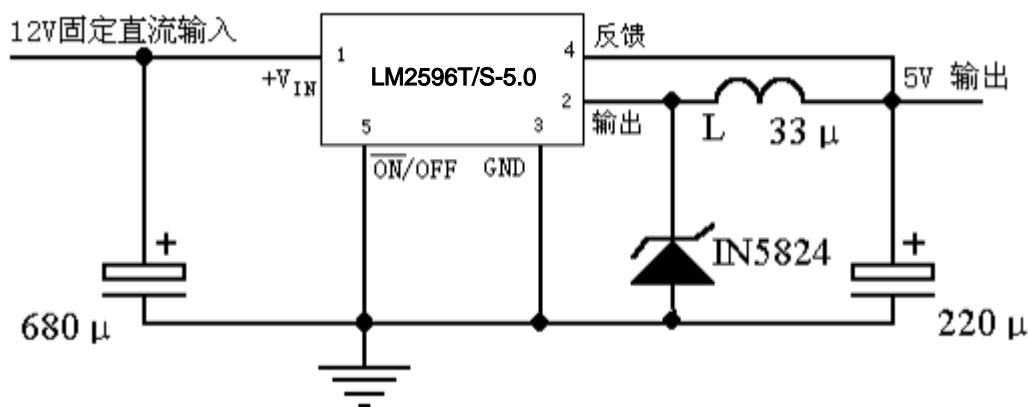 12V固定直流输入
1
+VIN
LM2596T/S-5.0
4
反馈
2
输出
5
3
ON/OFF
GND
L
33 μ
5V 输出
+
680 μ
IN5824
+
220 μ